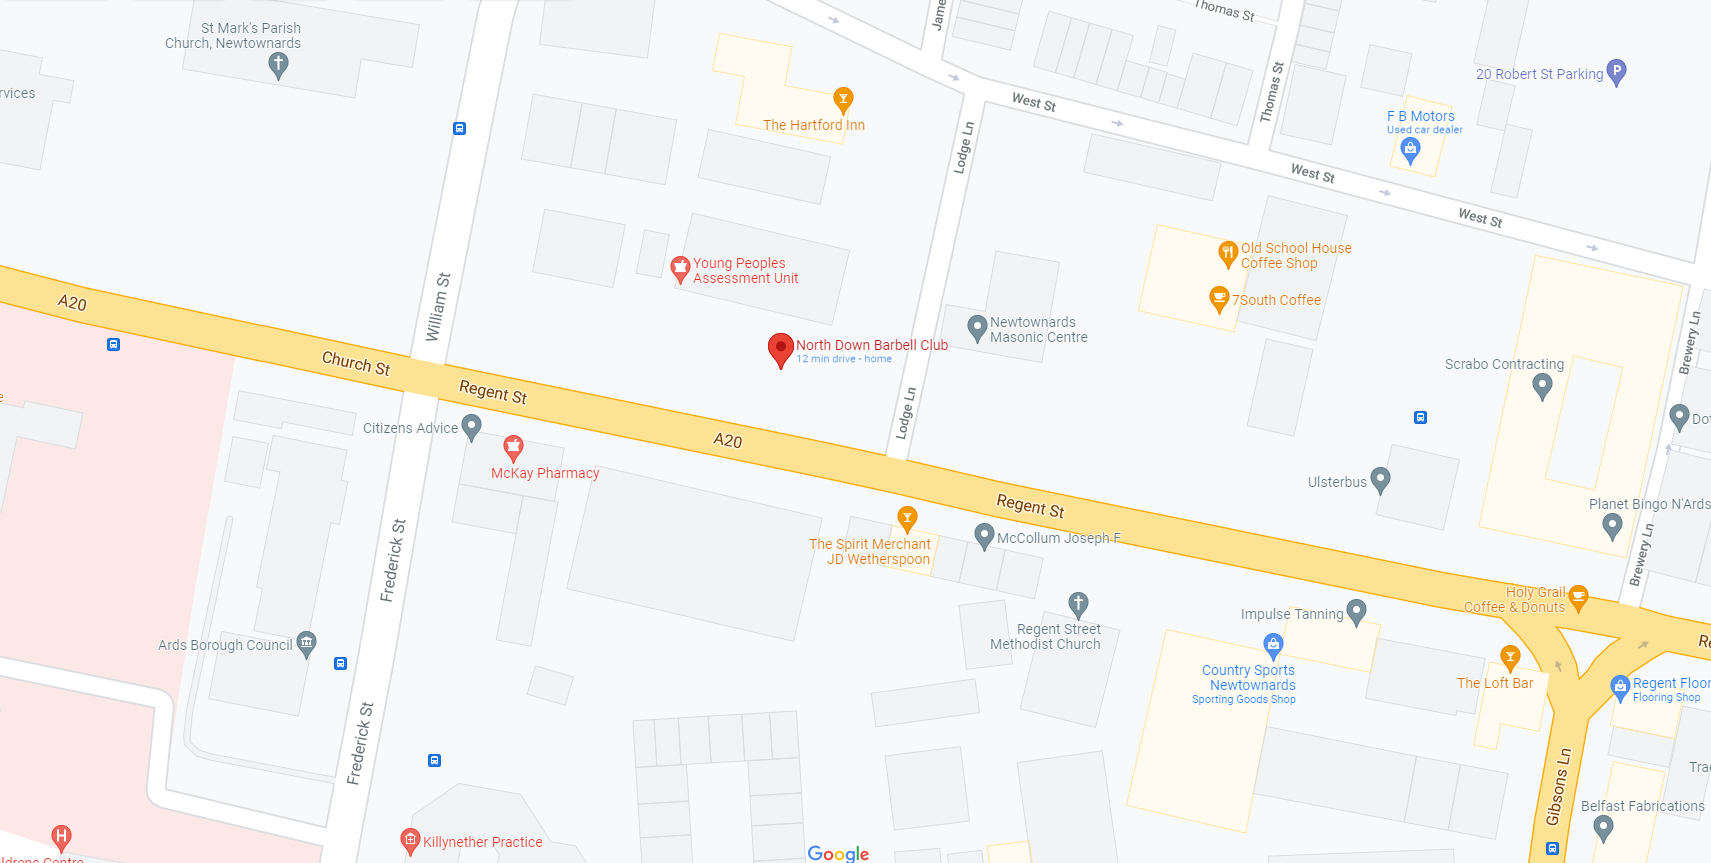 St Mark's Parish
Church, Newtownards
rvices
The Hartford Inn
Jame
Thomas St
West St
Thomas St
20 Robert St Parking
P
F B Motors
Used car dealer
Lodge Ln
West St
West St
Young Peoples
Assessment Unit
Old School House
Coffee Shop
7South Coffee
A20
William St
North Down Barbell Club
12 min drive - home
Newtownards
Masonic Centre
Brewery Ln
Church St
Regent St
Scrabo Contracting
Citizens Advice
McKay Pharmacy
A20
Lodge Ln
Dot
Ulsterbus
Planet Bingo N'Ards
Regent St
The Spirit Merchant
JD Wetherspoon
McCollum Joseph F
Frederick St
Brewery Ln
Holy Grail
Coffee & Donuts
Impulse Tanning
Regent Street
Methodist Church
Ards Borough Council
Re
Country Sports
Newtownards
Sporting Goods Shop
The Loft Bar
Regent Floor
Flooring Shop
Frederick St
Gibsons Ln
Trac
Belfast Fabrications
H
Killynether Practice
ldrens Centre
Google